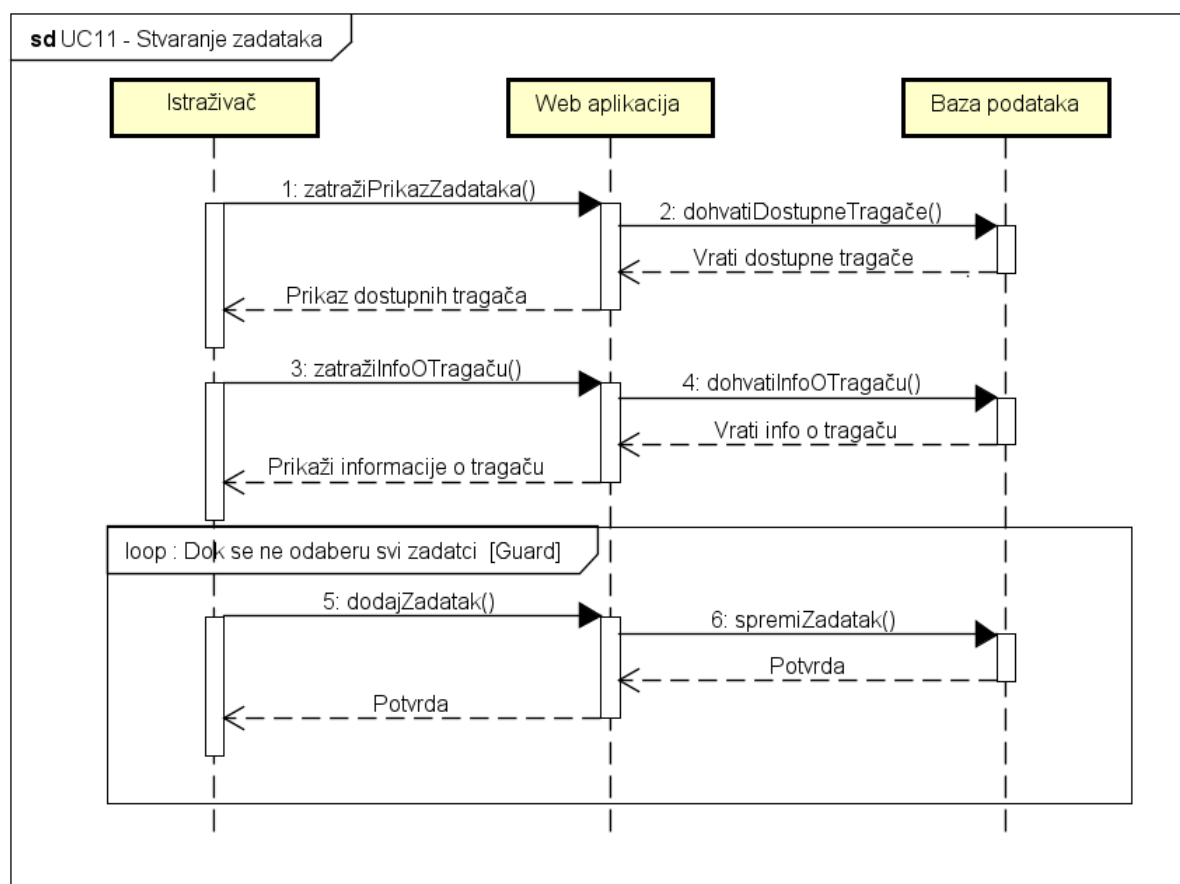 sd UC11 - Stvaranje zadataka
Istraživač
Web aplikacija
Baza podataka
1: zatražiPrikazZadataka()
2: dohvatiDostupneTragače()
Vrati dostupne tragače
Prikaz dostupnih tragača
3: zatražiInfoOTragaču()
4: dohvatiInfoOTragaču()
Vrati info o tragaču
Prikaži informacije o tragaču
loop : Dok se ne odaberu svi zadatci [Guard]
5: dodajZadatak()
6: spremiZadatak()
Potvrda
Potvrda